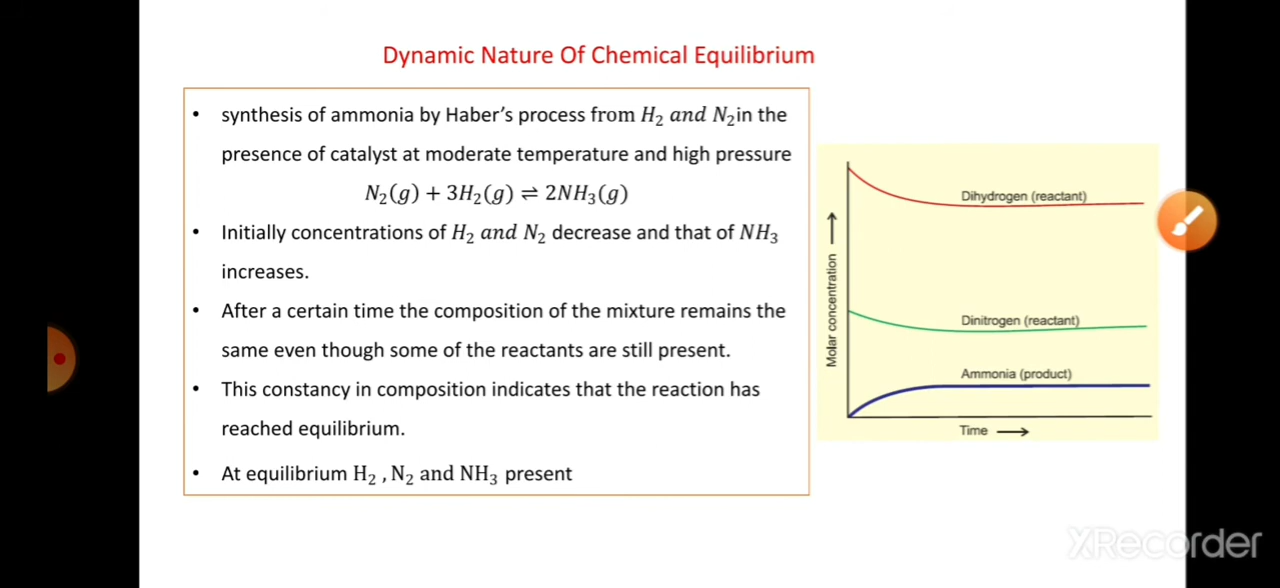 Dynamic Nature Of Chemical Equilibrium
• synthesis of ammonia by Haber's process from H₂ and N₂in the
presence of catalyst at moderate temperature and high pressure
N₂(g) + 3H₂(g) ⇌ 2NH₃(g)
• Initially concentrations of H₂ and N₂ decrease and that of NH₃
increases.
• After a certain time the composition of the mixture remains the
same even though some of the reactants are still present.
• This constancy in composition indicates that the reaction has
reached equilibrium.
• At equilibrium H₂ , N₂ and NH₃ present
Molar concentration
Dihydrogen (reactant)
Dinitrogen (reactant)
Ammonia (product)
Time
XRecorder